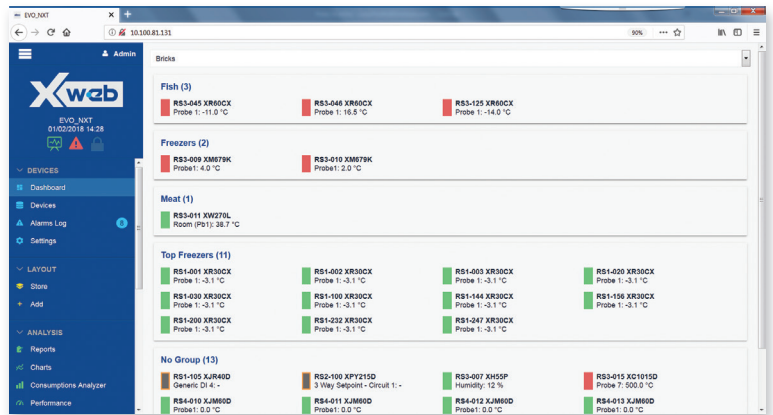 EVO_NXT
10.100.81.131
90%
Admin
Xweb
EVO_NXT
01/02/2018 14:28
DEVICES
Dashboard
Devices
Alarms Log 8
Settings
LAYOUT
Store
Add
ANALYSIS
Reports
Charts
Consumptions Analyzer
Performance
Bricks
Fish (3)
RS3-045 XR60CX RS3-046 XR60CX RS3-125 XR60CX
Probe 1: -11.0 °C Probe 1: 16.5 °C Probe 1: -14.0 °C
Freezers (2)
RS3-009 XM679K RS3-010 XM679K
Probe1: 4.0 °C Probe1: 2.0 °C
Meat (1)
RS3-011 XW270L
Room (Pb1): 38.7 °C
Top Freezers (11)
RS1-001 XR30CX RS1-002 XR30CX RS1-003 XR30CX RS1-020 XR30CX
Probe 1: -3.1 °C Probe 1: -3.1 °C Probe 1: -3.1 °C Probe 1: -3.1 °C
RS1-030 XR30CX RS1-100 XR30CX RS1-144 XR30CX RS1-156 XR30CX
Probe 1: -3.1 °C Probe 1: -3.1 °C Probe 1: -3.1 °C Probe 1: -3.1 °C
RS1-200 XR30CX RS1-232 XR30CX RS1-247 XR30CX
Probe 1: -3.1 °C Probe 1: -3.1 °C Probe 1: -3.1 °C
No Group (13)
RS1-105 XJR40D RS2-100 XPY215D RS3-007 XH55P RS3-015 XC1015D
Generic DI 4: - 3 Way Setpoint - Circuit 1: - Humidity: 12 % Probe 7: 500.0 °C
RS4-010 XJM60D RS4-011 XJM60D RS4-012 XJM60D RS4-013 XJM60D
Probe1: 0.0 °C Probe1: 0.0 °C Probe1: 0.0 °C Probe1: 0.0 °C